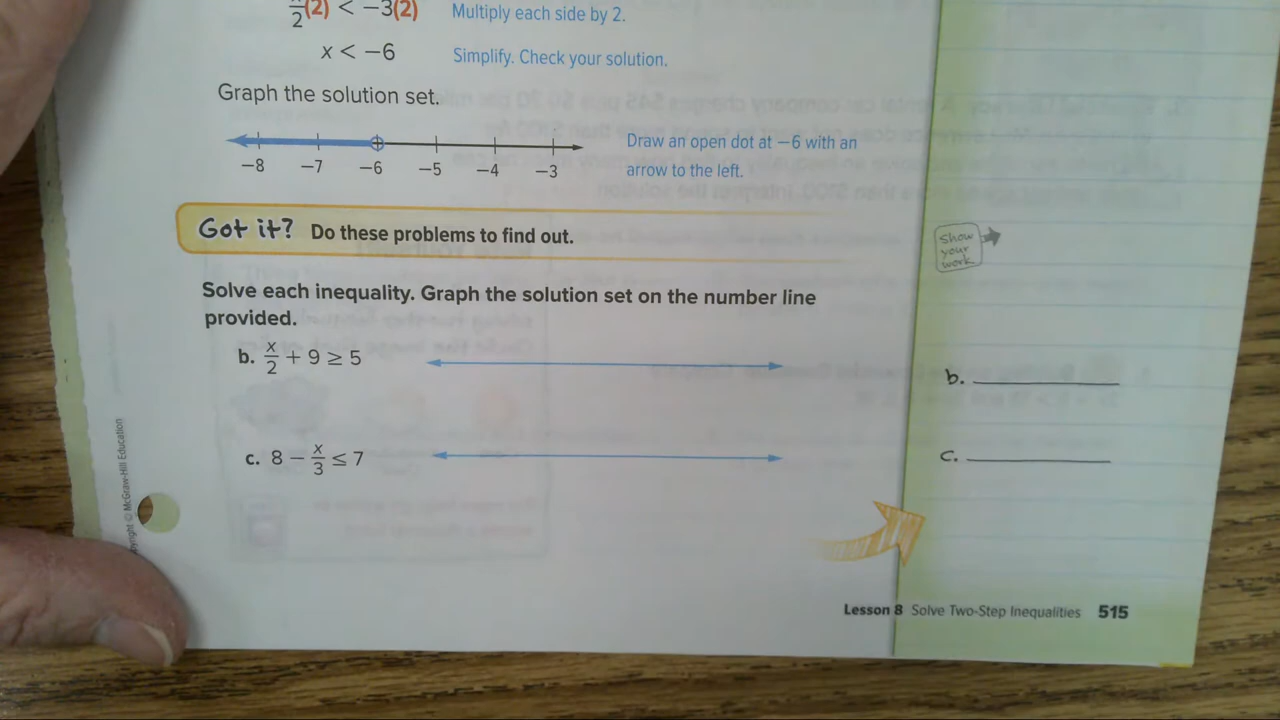 /2 (2) < −3(2) Multiply each side by 2.
x < −6 Simplify. Check your solution.
Graph the solution set.
−8 −7 −6 −5 −4 −3
Draw an open dot at −6 with an
arrow to the left.
Got it? Do these problems to find out.
show
your
work
Solve each inequality. Graph the solution set on the number line
provided.
b. x/2 + 9 ≥ 5
b. ________
c. 8 − x/3 ≤ 7
c. ________
McGraw-Hill Education
Lesson 8 Solve Two-Step Inequalities 515